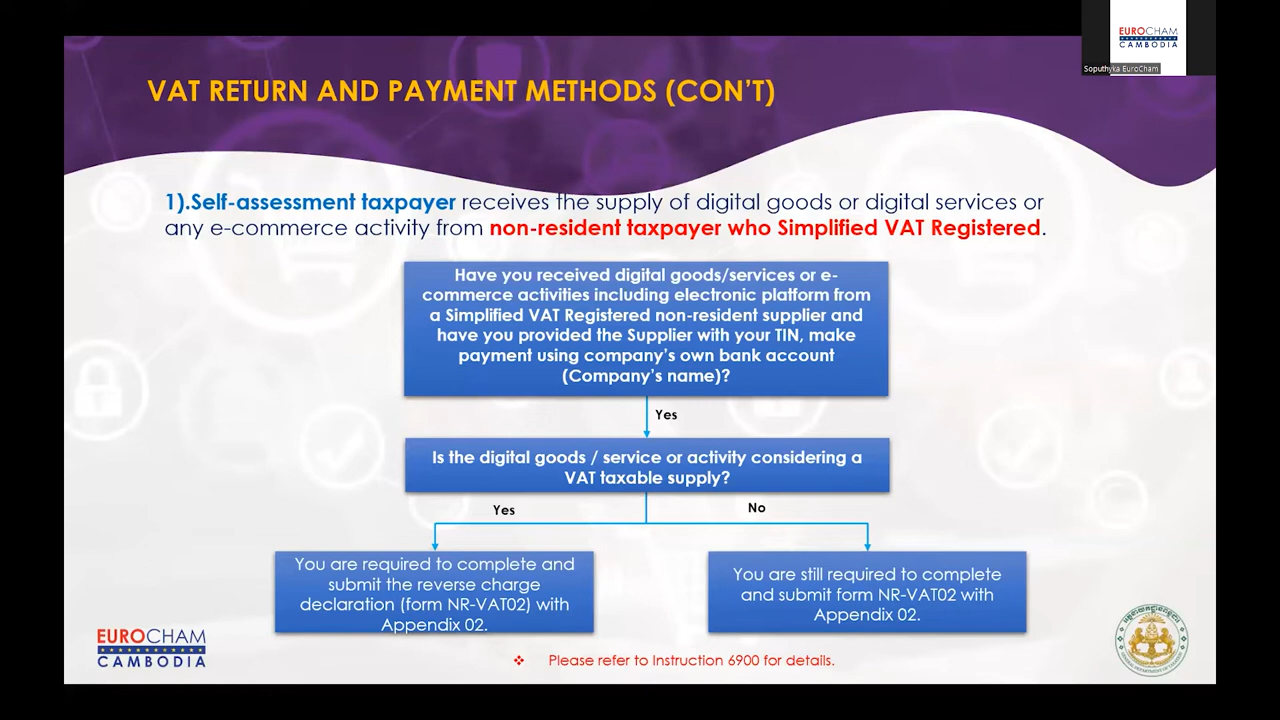 EUROCHAM
CAMBODIA
Soputhyka EuroCham
VAT RETURN AND PAYMENT METHODS (CON'T)
1).Self-assessment taxpayer receives the supply of digital goods or digital services or
any e-commerce activity from non-resident taxpayer who Simplified VAT Registered.
Have you received digital goods/services or e-
commerce activities including electronic platform from
a Simplified VAT Registered non-resident supplier and
have you provided the Supplier with your TIN, make
payment using company's own bank account
(Company's name)?
Yes
Is the digital goods / service or activity considering a
VAT taxable supply?
Yes
No
You are required to complete and
submit the reverse charge
declaration (form NR-VAT02) with
Appendix 02.
You are still required to complete
and submit form NR-VAT02 with
Appendix 02.
EUROCHAM
CAMBODIA
❖ Please refer to Instruction 6900 for details.